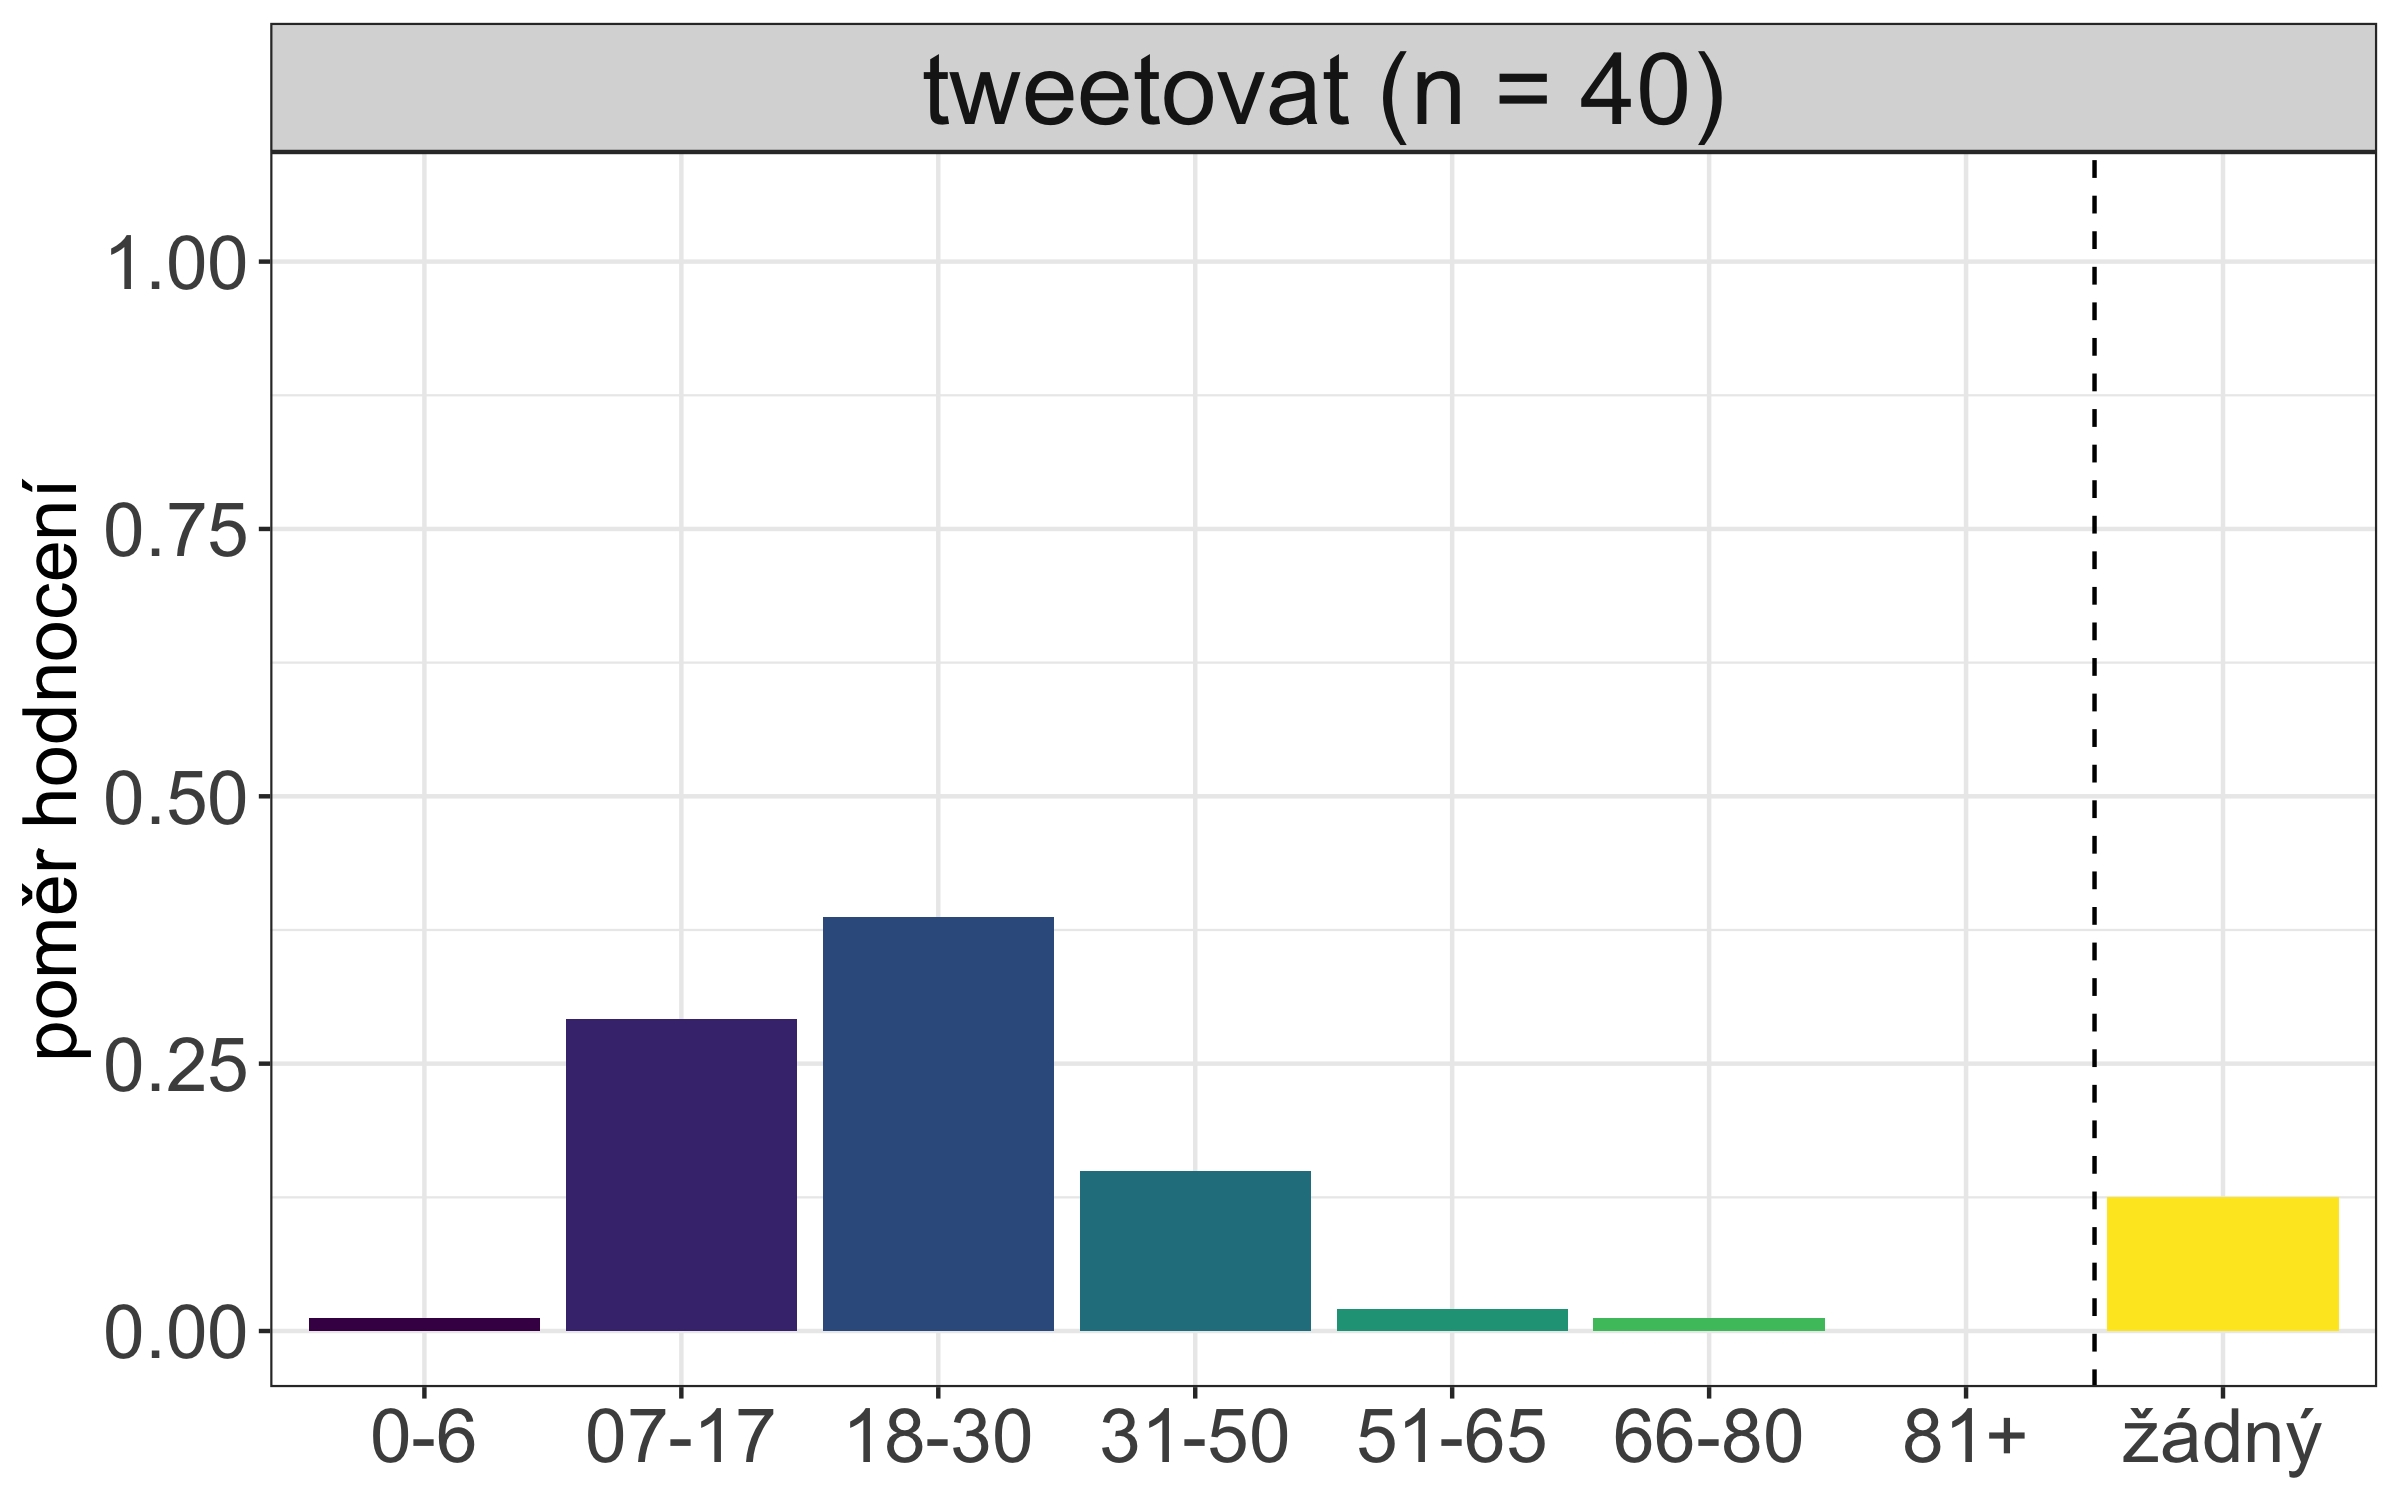 tweetovat (n = 40)
poměr hodnocení
1.00
0.75
0.50
0.25
0.00
0-6 07-17 18-30 31-50 51-65 66-80 81+ žádný